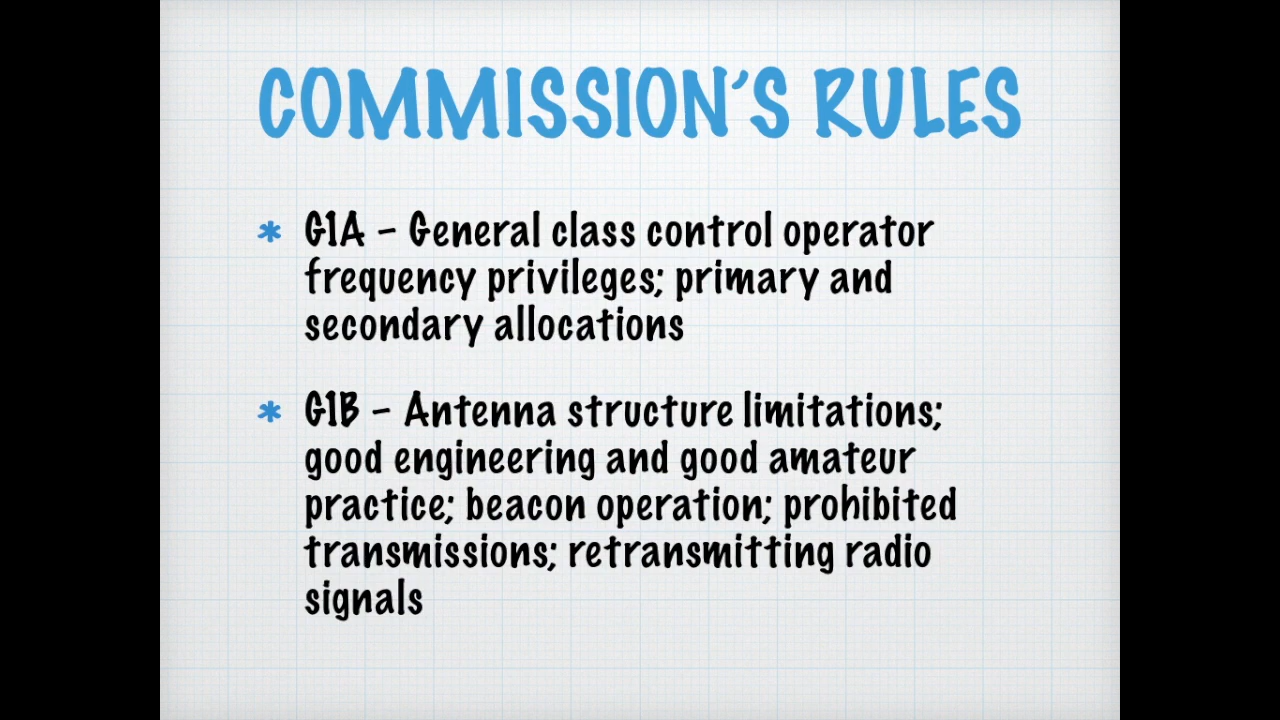 COMMISSION’S RULES
* G1A – General class control operator
frequency privileges; primary and
secondary allocations
* G1B – Antenna structure limitations;
good engineering and good amateur
practice; beacon operation; prohibited
transmissions; retransmitting radio
signals